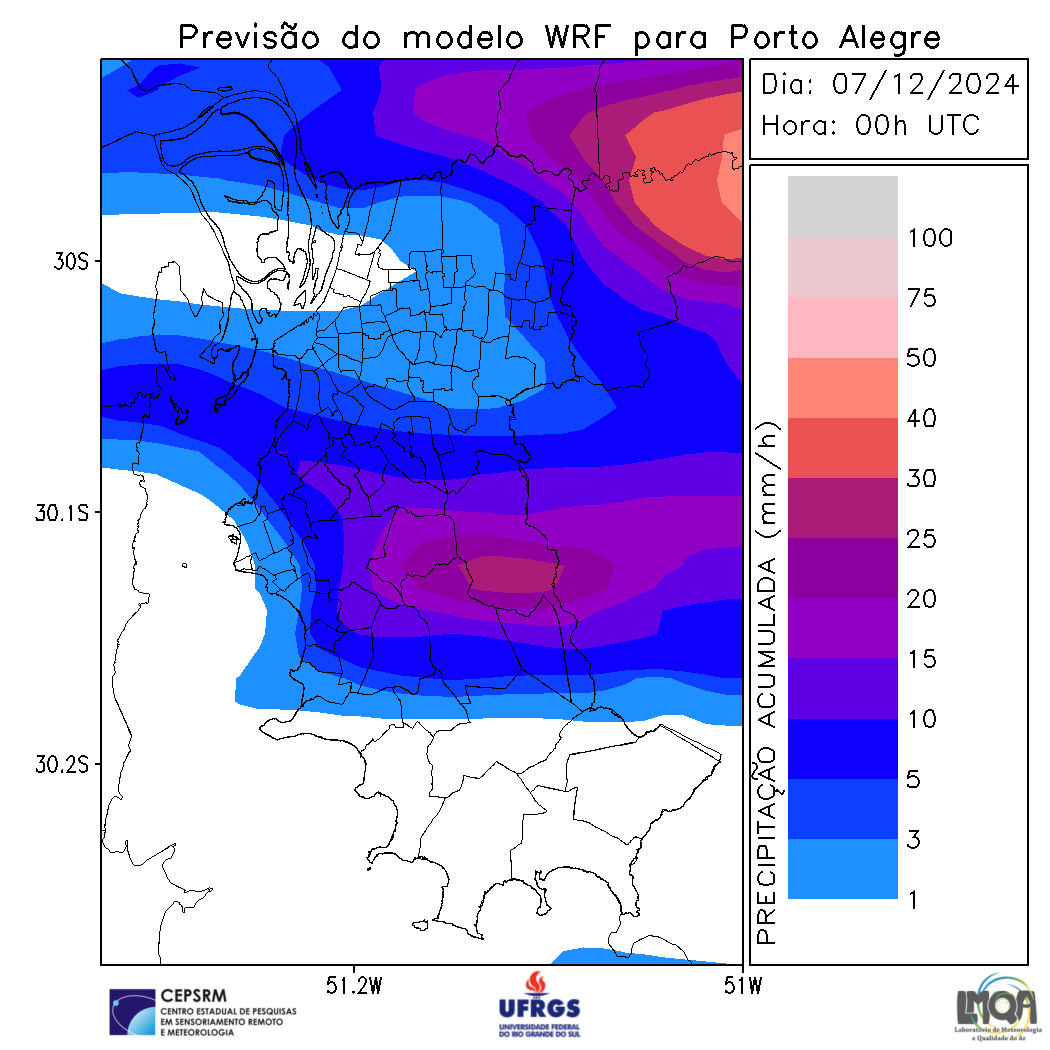 Previsão do modelo WRF para Porto Alegre
Dia: 07/12/2024
Hora: 00h UTC
30S
30.1S
30.2S
51.2W
51W
PRECIPITAÇÃO ACUMULADA (mm/h)
100
75
50
40
30
25
20
15
10
5
3
1
CEPSRM
CENTRO ESTADUAL DE PESQUISAS
EM SENSORIAMENTO REMOTO
E METEOROLOGIA
UFRGS
UNIVERSIDADE FEDERAL
DO RIO GRANDE DO SUL
LMQA
Laboratório de Meteorologia
e Qualidade do Ar